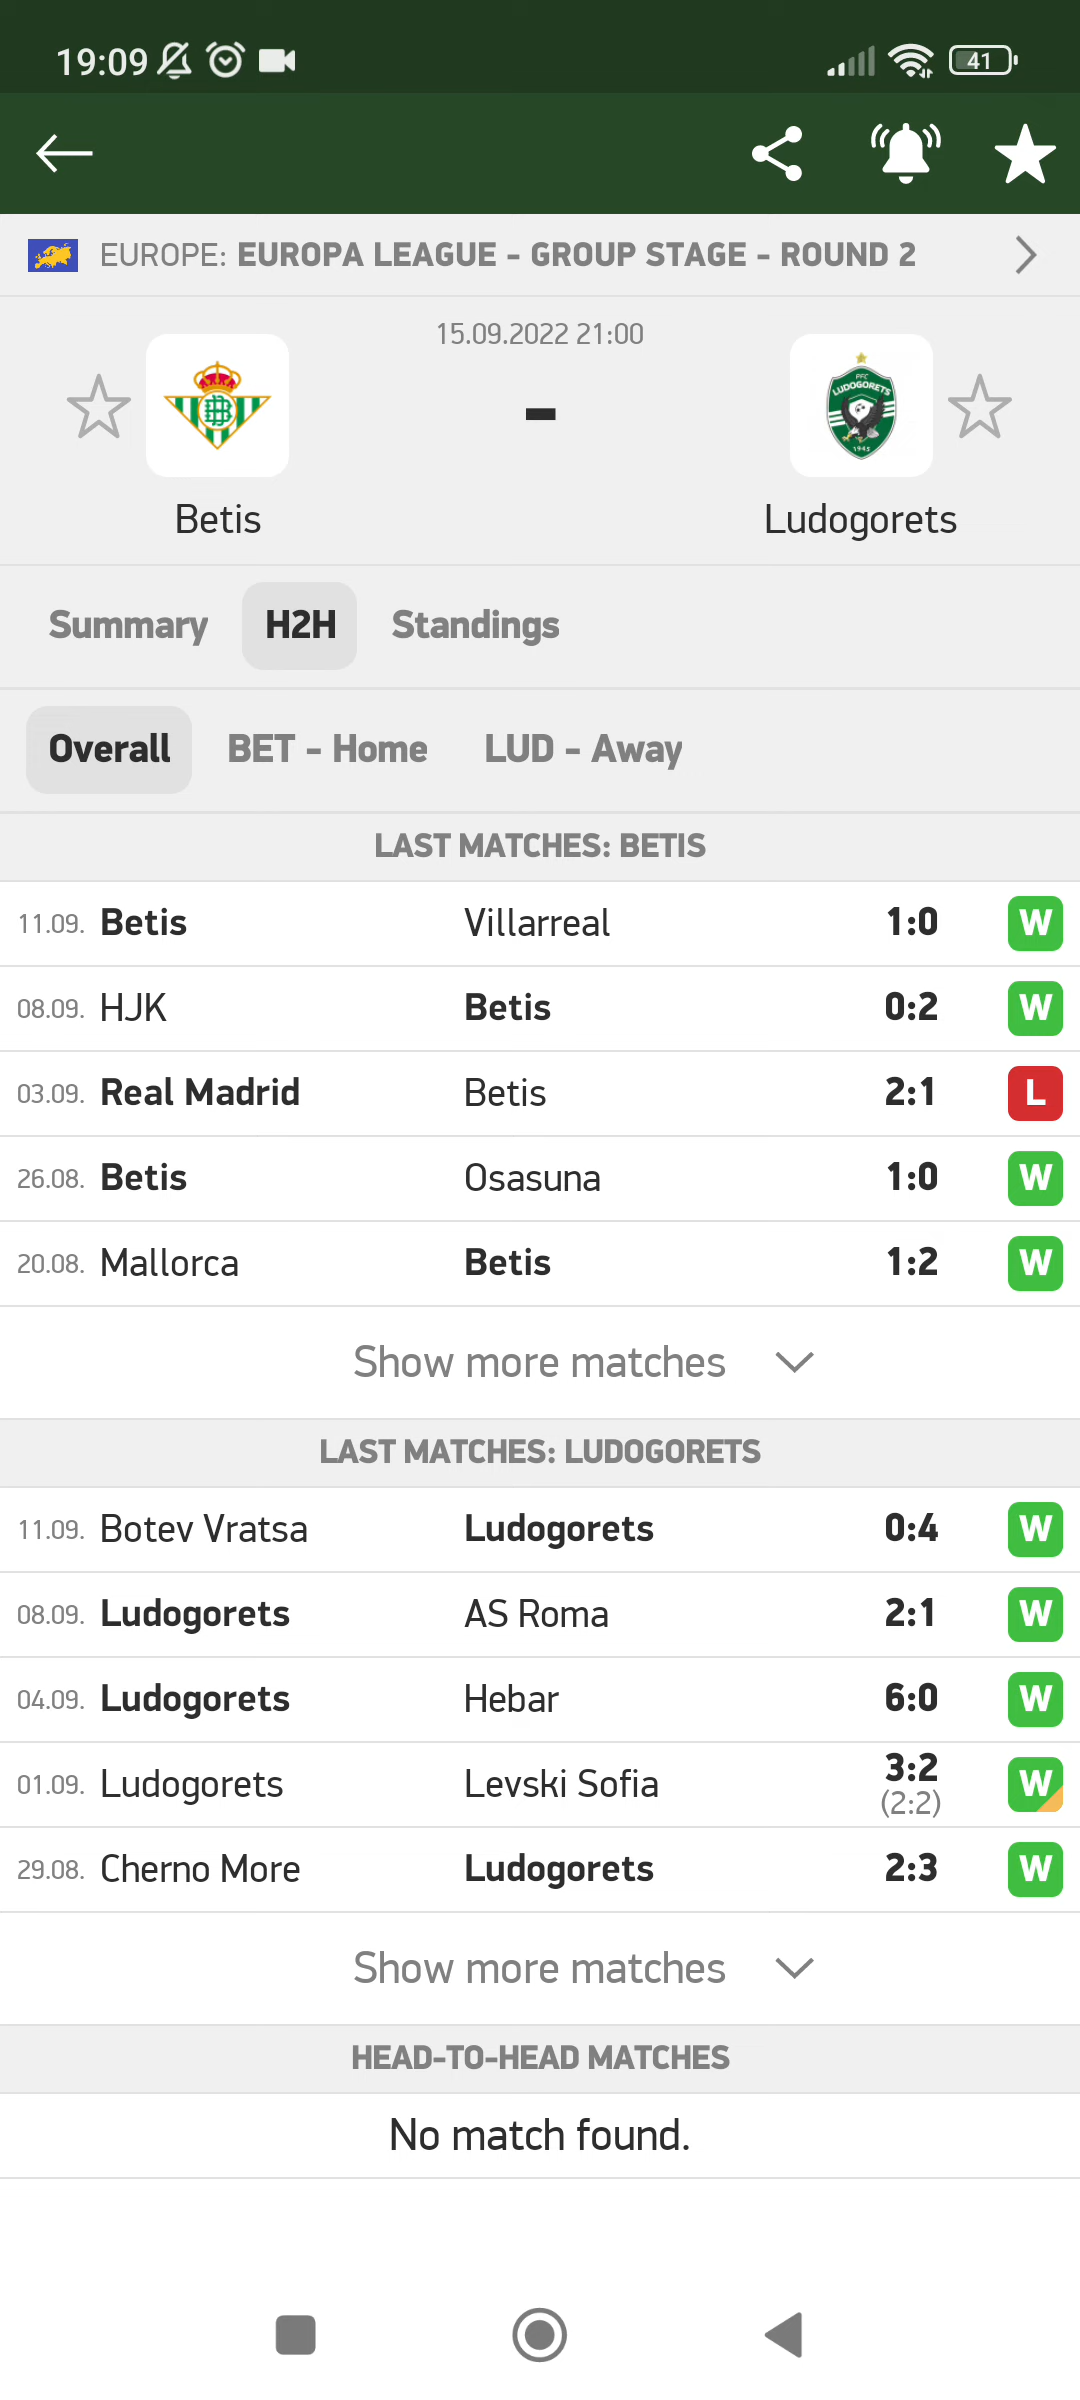 19:09
41
EUROPE: EUROPA LEAGUE - GROUP STAGE - ROUND 2
15.09.2022 21:00
-
PFC
LUDOGORETS
1945
Betis
Ludogorets
Summary H2H Standings
Overall BET - Home LUD - Away
LAST MATCHES: BETIS
11.09. Betis Villarreal 1:0 W
08.09. HJK Betis 0:2 W
03.09. Real Madrid Betis 2:1 L
26.08. Betis Osasuna 1:0 W
20.08. Mallorca Betis 1:2 W
Show more matches
LAST MATCHES: LUDOGORETS
11.09. Botev Vratsa Ludogorets 0:4 W
08.09. Ludogorets AS Roma 2:1 W
04.09. Ludogorets Hebar 6:0 W
01.09. Ludogorets Levski Sofia 3:2 W
(2:2)
29.08. Cherno More Ludogorets 2:3 W
Show more matches
HEAD-TO-HEAD MATCHES
No match found.